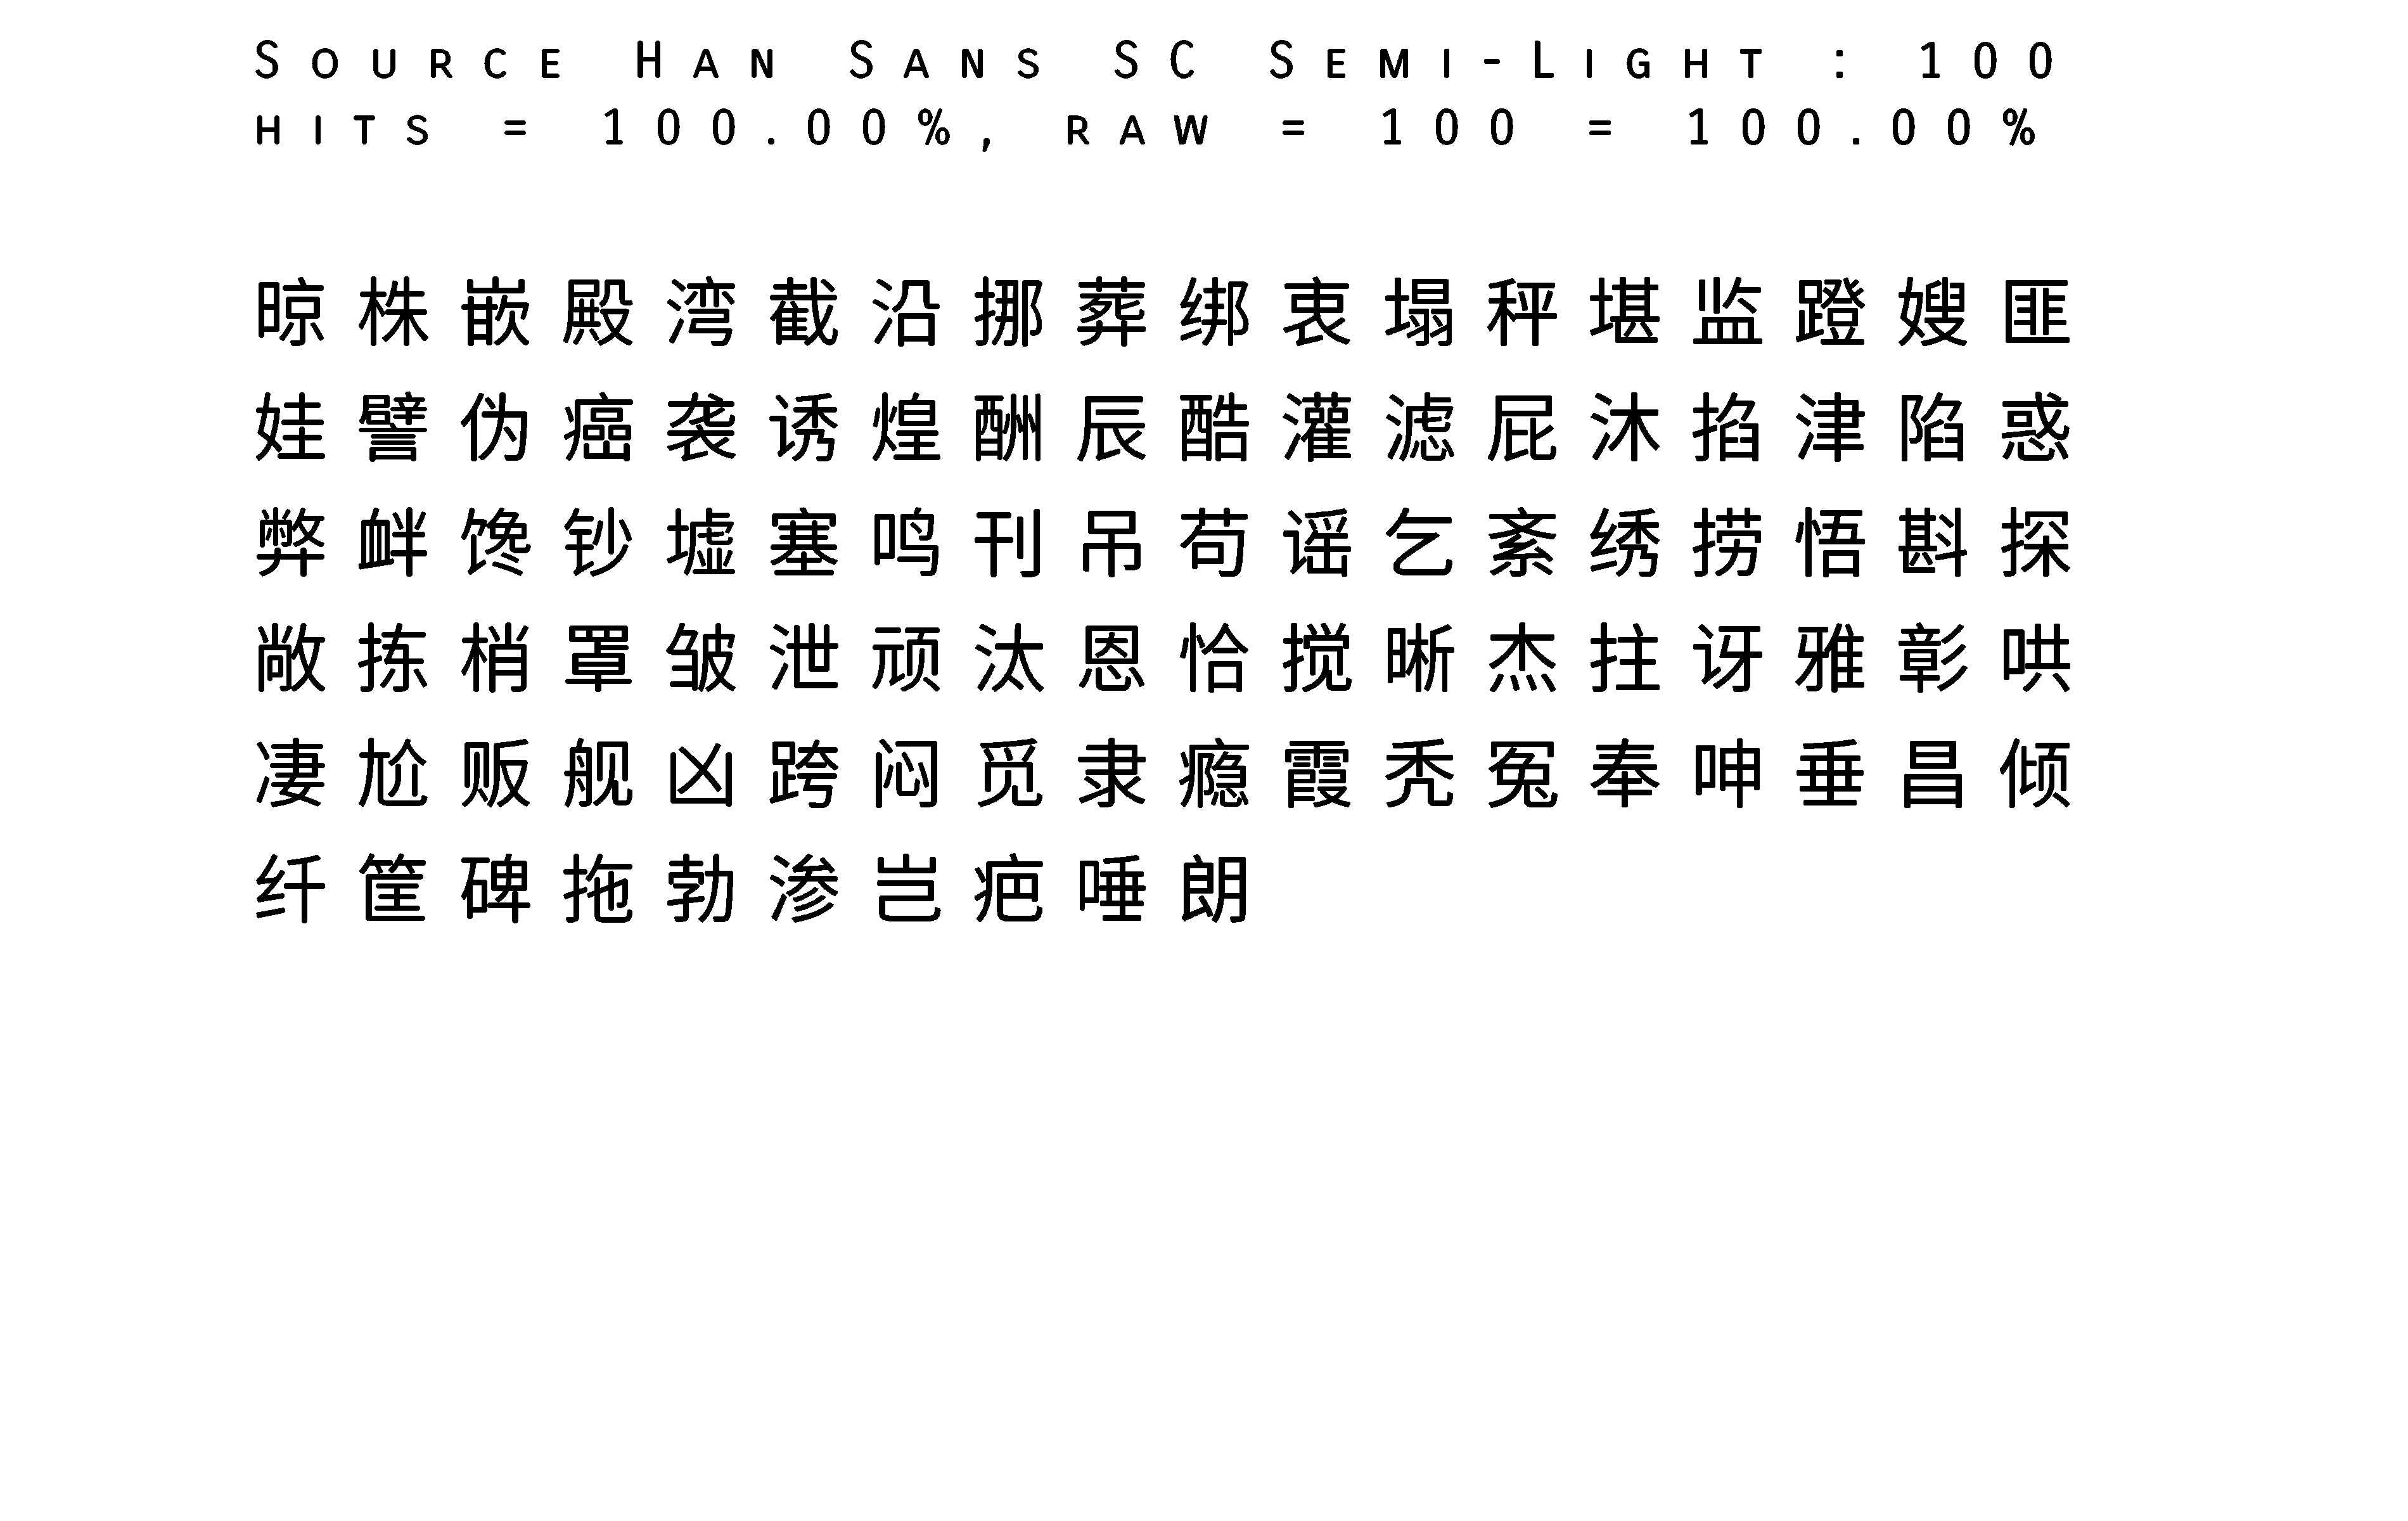 Source Han Sans SC Semi-Light : 100
hits = 100.00%, raw = 100 = 100.00%
晾株嵌殿湾截沿挪葬绑衷塌秤堪监蹬嫂匪
娃譬伪癌袭诱煌酬辰酷灌滤屁沐掐津陷惑
弊衅馋钞墟塞鸣刊吊苟谣乞紊绣捞悟斟探
敞拣梢罩皱泄顽汰恩恰搅晰杰拄讶雅彰哄
凄尬贩舰凶跨闷觅隶瘾霞秃冤奉呻垂昌倾
纤筐碑拖勃渗岂疤唾朗